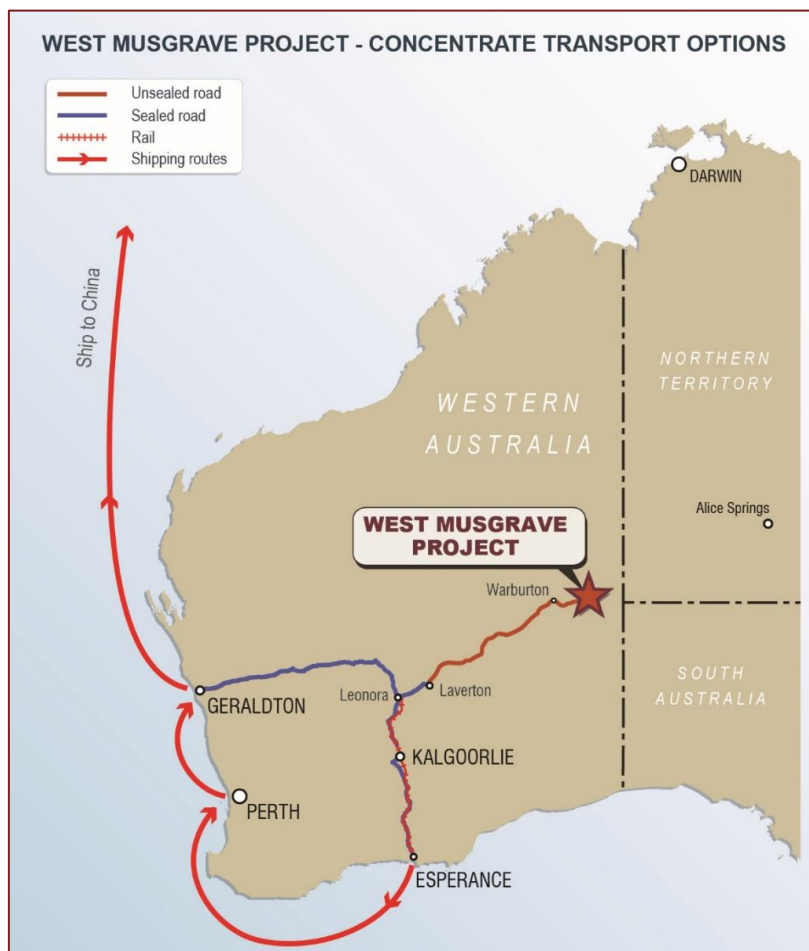 WEST MUSGRAVE PROJECT - CONCENTRATE TRANSPORT OPTIONS
Unsealed road
Sealed road
Rail
Shipping routes
DARWIN
Ship to China
NORTHERN
TERRITORY
WESTERN
AUSTRALIA
Alice Springs
WEST MUSGRAVE
PROJECT
Warburton
SOUTH
AUSTRALIA
Laverton
Leonora
GERALDTON
KALGOORLIE
PERTH
ESPERANCE